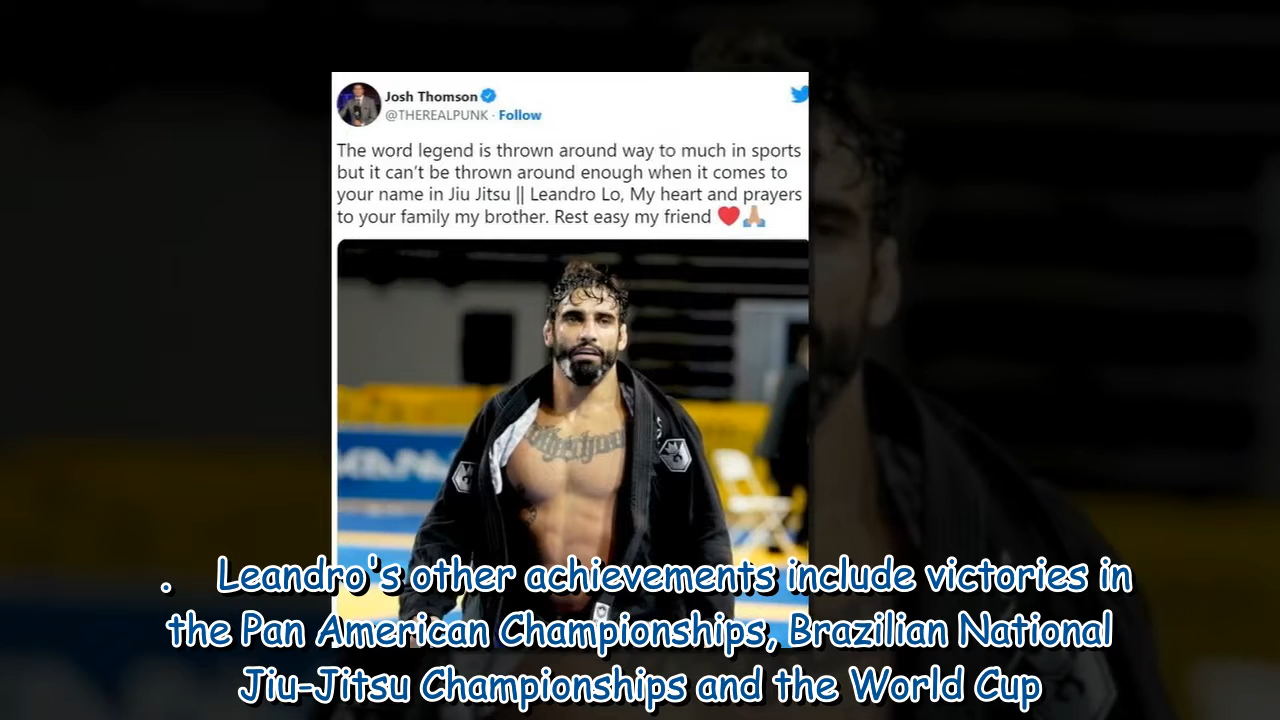 Josh Thomson
@THEREALPUNK · Follow
The word legend is thrown around way to much in sports
but it can't be thrown around enough when it comes to
your name in Jiu Jitsu || Leandro Lo, My heart and prayers
to your family my brother. Rest easy my friend ❤️🙏🏽
. Leandro's other achievements include victories in
the Pan American Championships, Brazilian National
Jiu-Jitsu Championships and the World Cup